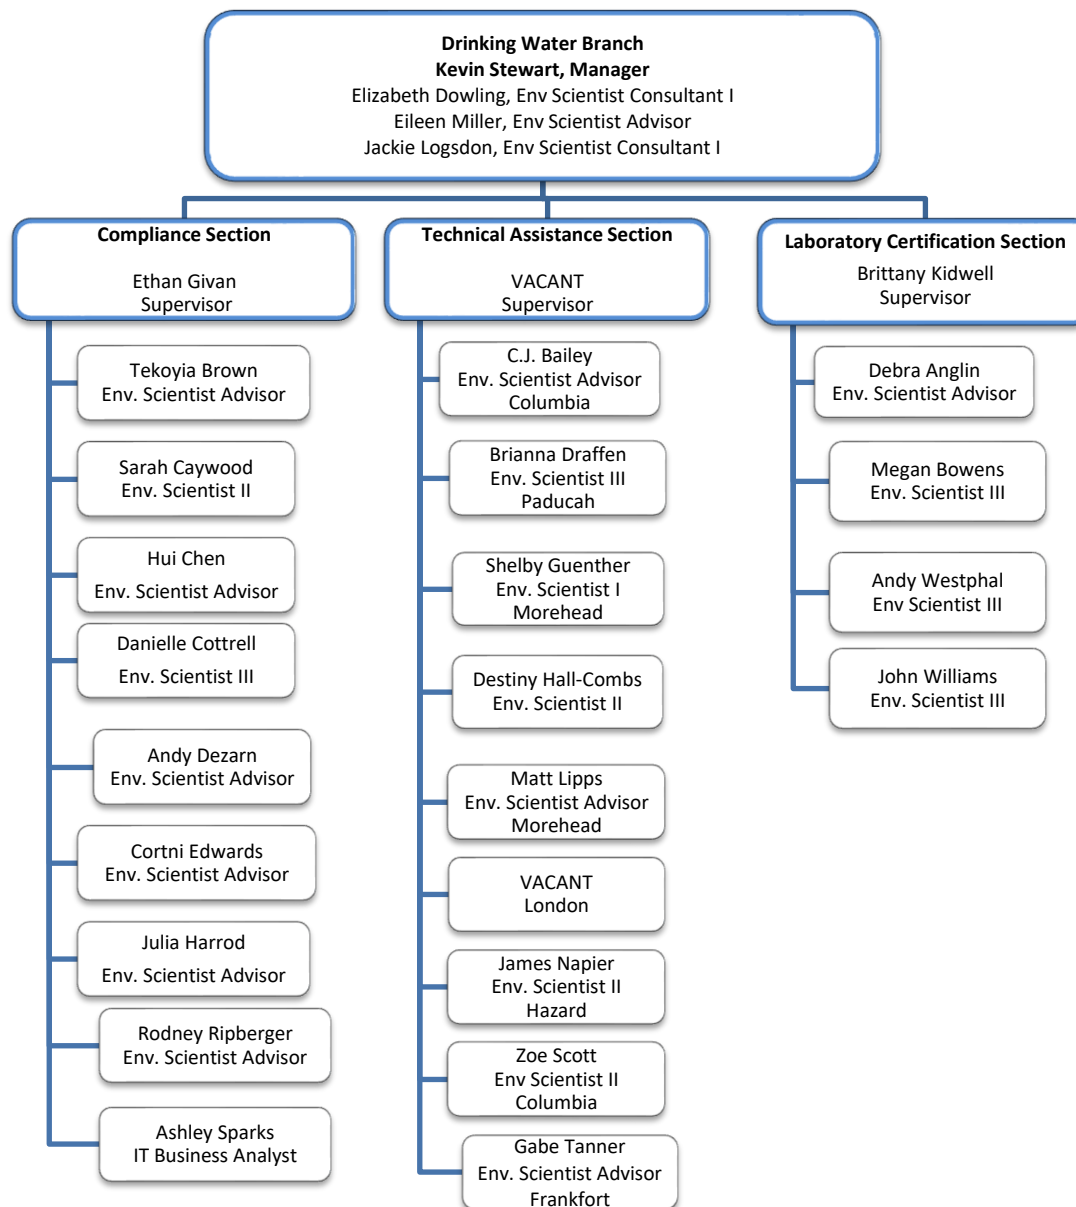 Drinking Water Branch
Kevin Stewart, Manager
Elizabeth Dowling, Env Scientist Consultant I
Eileen Miller, Env Scientist Advisor
Jackie Logsdon, Env Scientist Consultant I
Compliance Section
Ethan Givan
Supervisor
Tekoyia Brown
Env. Scientist Advisor
Sarah Caywood
Env. Scientist II
Hui Chen
Env. Scientist Advisor
Danielle Cottrell
Env. Scientist III
Andy Dezarn
Env. Scientist Advisor
Cortni Edwards
Env. Scientist Advisor
Julia Harrod
Env. Scientist Advisor
Rodney Ripberger
Env. Scientist Advisor
Ashley Sparks
IT Business Analyst
Technical Assistance Section
VACANT
Supervisor
C.J. Bailey
Env. Scientist Advisor
Columbia
Brianna Draffen
Env. Scientist III
Paducah
Shelby Guenther
Env. Scientist I
Morehead
Destiny Hall-Combs
Env. Scientist II
Matt Lipps
Env. Scientist Advisor
Morehead
VACANT
London
James Napier
Env. Scientist II
Hazard
Zoe Scott
Env Scientist II
Columbia
Gabe Tanner
Env. Scientist Advisor
Frankfort
Laboratory Certification Section
Brittany Kidwell
Supervisor
Debra Anglin
Env. Scientist Advisor
Megan Bowens
Env. Scientist III
Andy Westphal
Env Scientist III
John Williams
Env. Scientist III